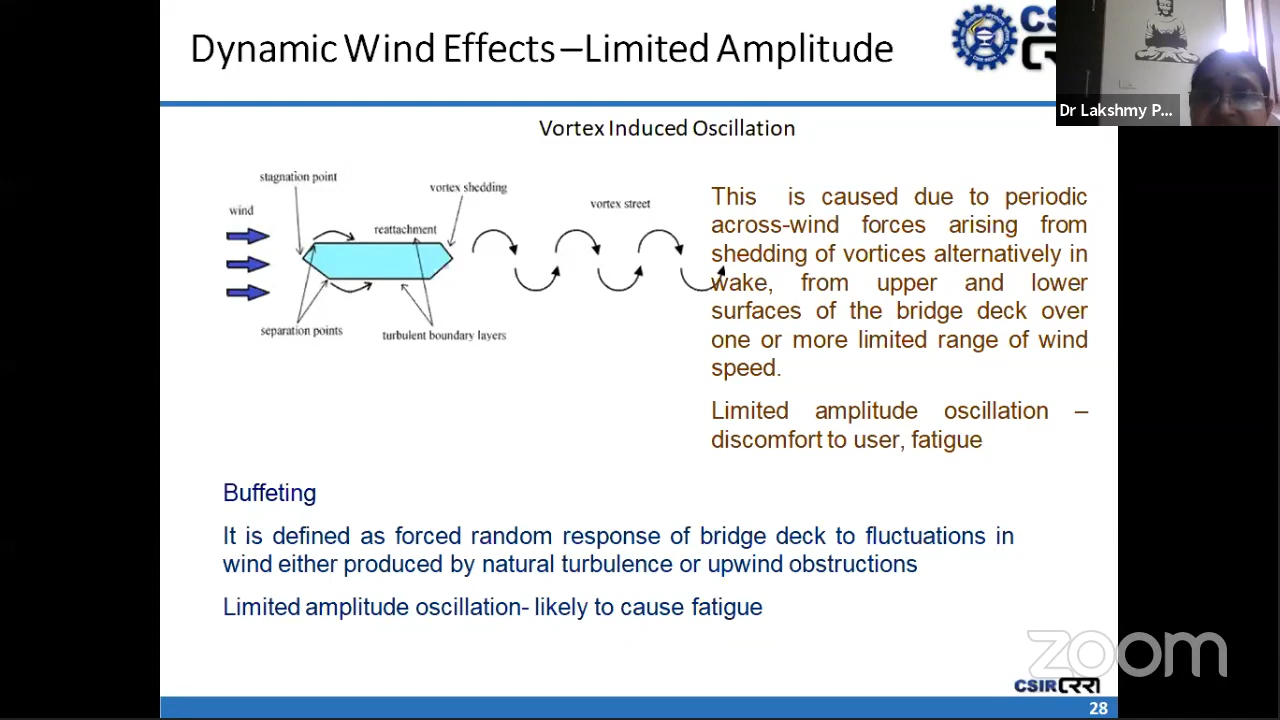 Dynamic Wind Effects –Limited Amplitude
CS
Dr Lakshmy P...
Vortex Induced Oscillation
stagnation point
vortex shedding
wind
vortex street
reattachment
separation points
turbulent boundary layers
This is caused due to periodic
across-wind forces arising from
shedding of vortices alternatively in
wake, from upper and lower
surfaces of the bridge deck over
one or more limited range of wind
speed.
Limited amplitude oscillation –
discomfort to user, fatigue
Buffeting
It is defined as forced random response of bridge deck to fluctuations in
wind either produced by natural turbulence or upwind obstructions
Limited amplitude oscillation- likely to cause fatigue
zoom
CSIR CRRI
28